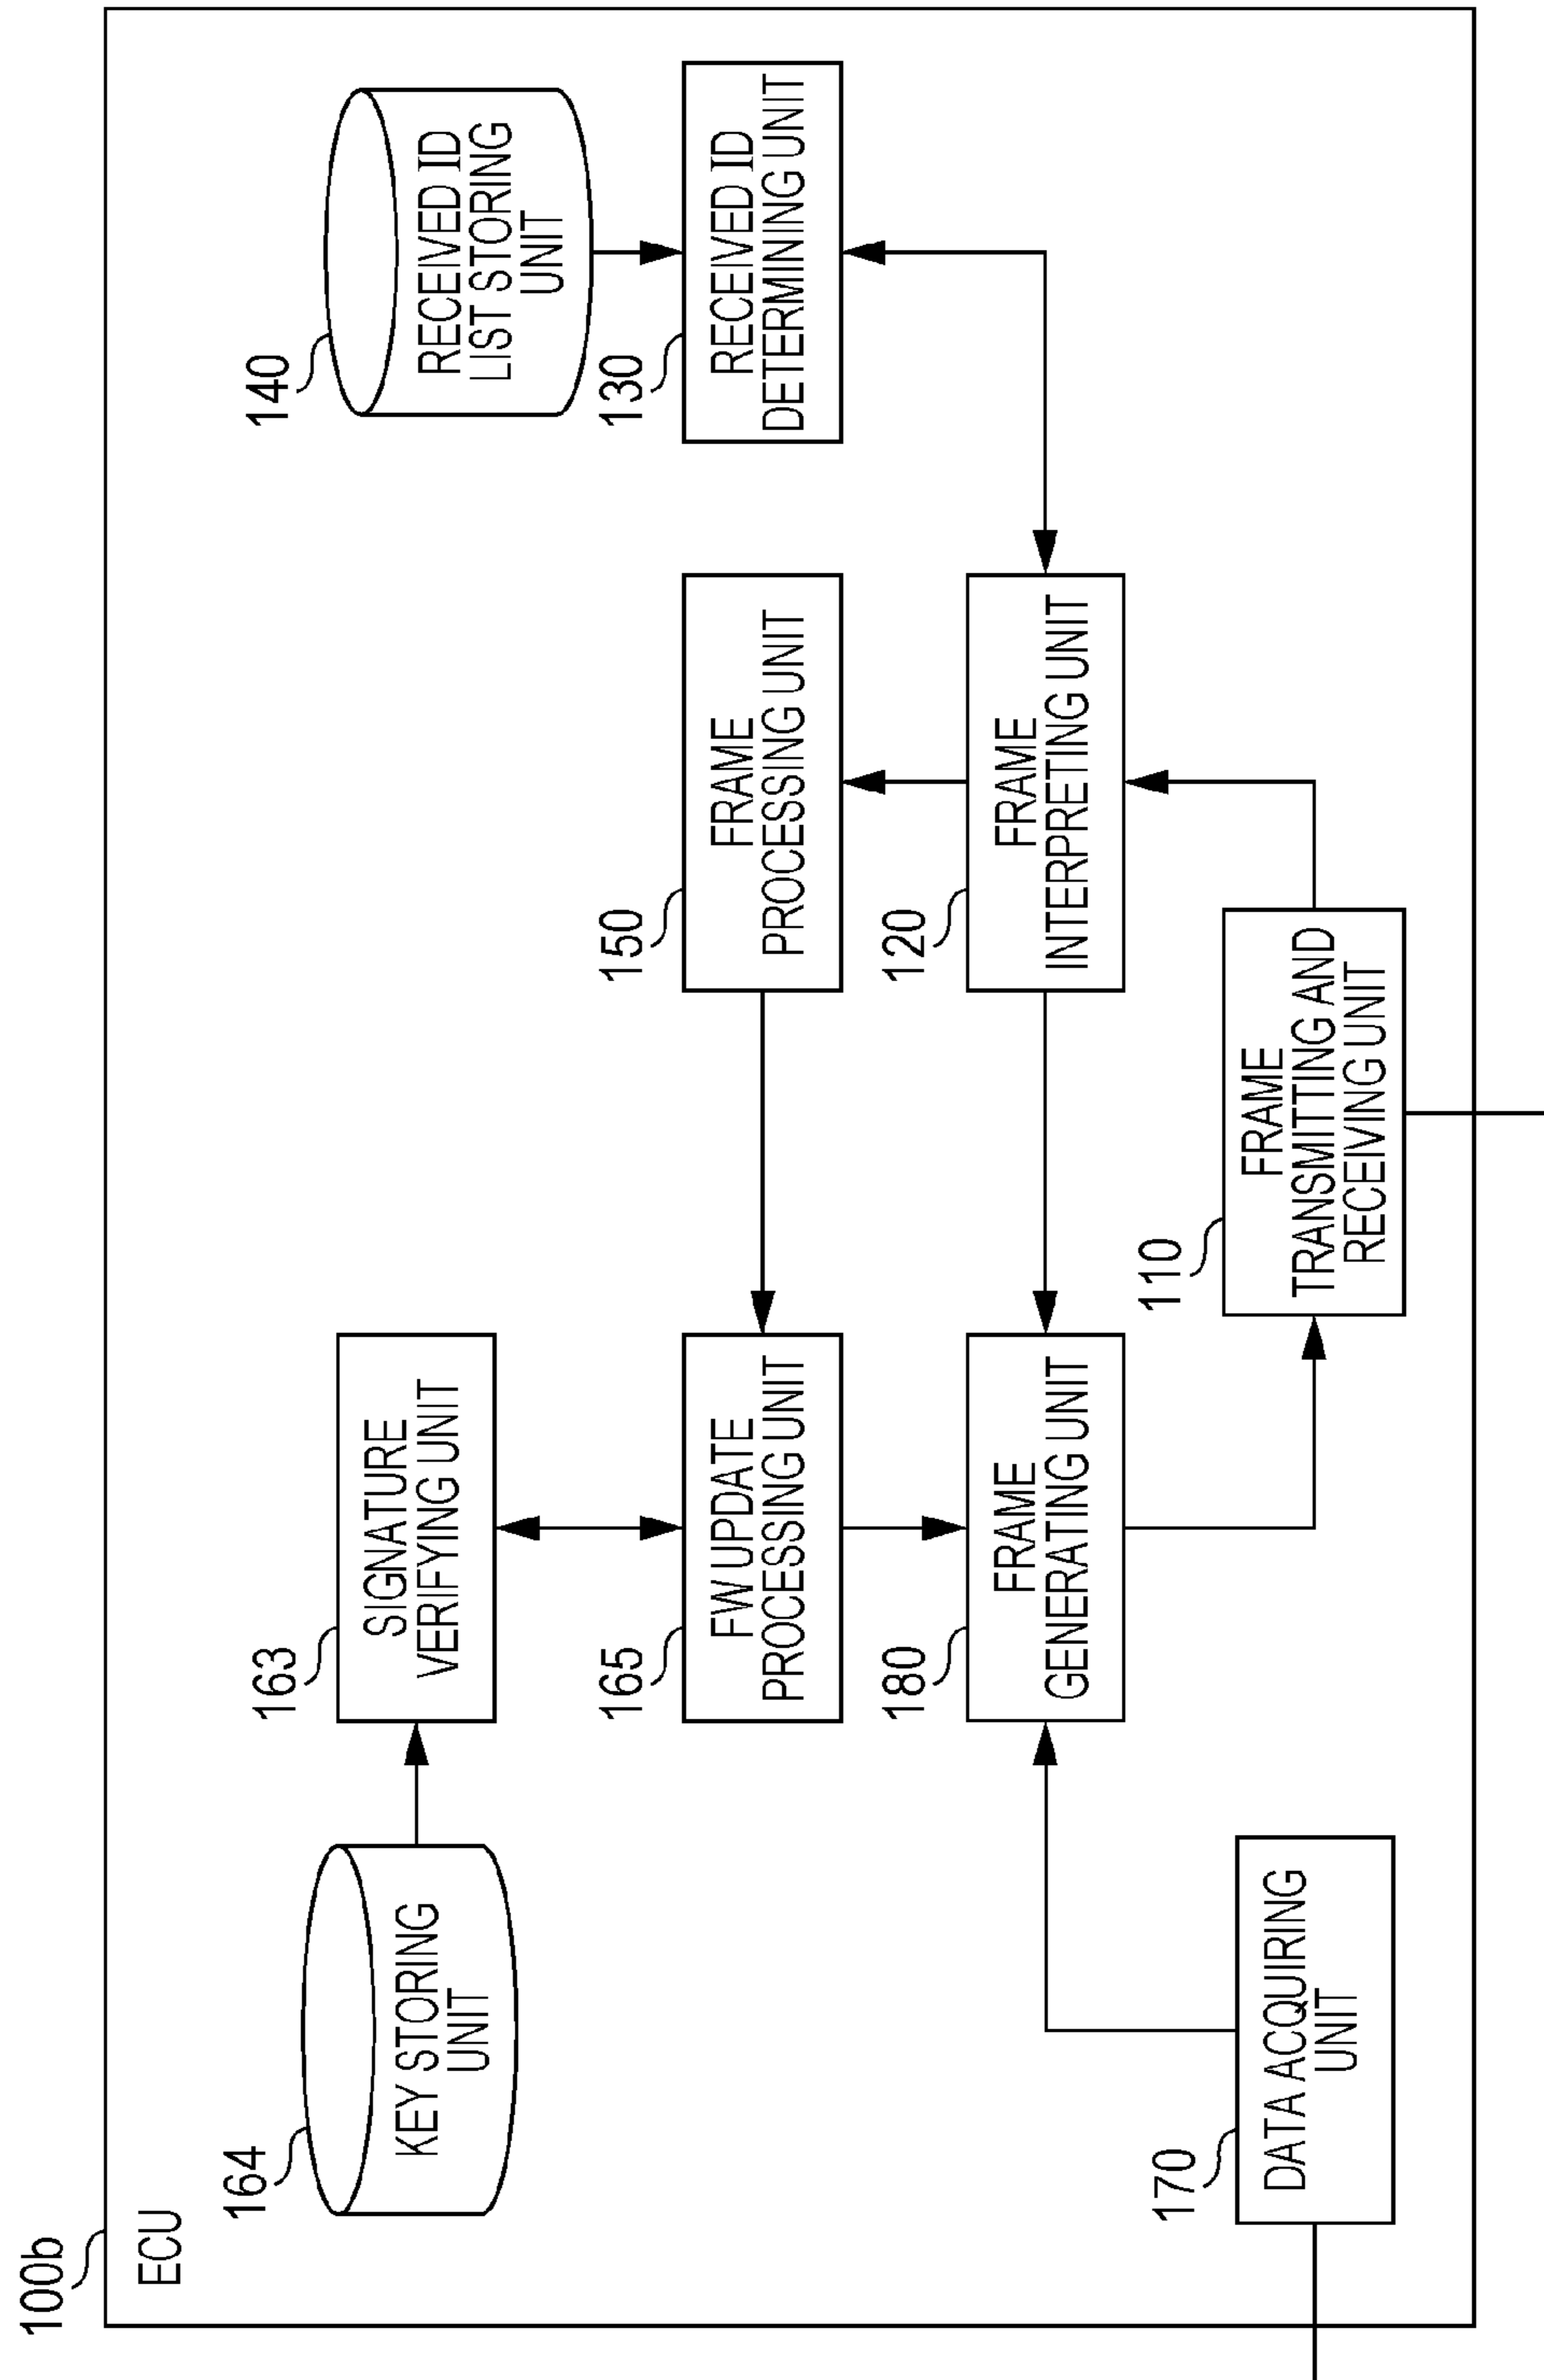 100b
ECU
164
KEY STORING
UNIT
163
SIGNATURE
VERIFYING UNIT
140
RECEIVED ID
LIST STORING
UNIT
165
FW UPDATE
PROCESSING UNIT
150
FRAME
PROCESSING UNIT
130
RECEIVED ID
DETERMINING UNIT
180
FRAME
GENERATING UNIT
120
FRAME
INTERPRETING UNIT
170
DATA ACQUIRING
UNIT
110
FRAME
TRANSMITTING AND
RECEIVING UNIT